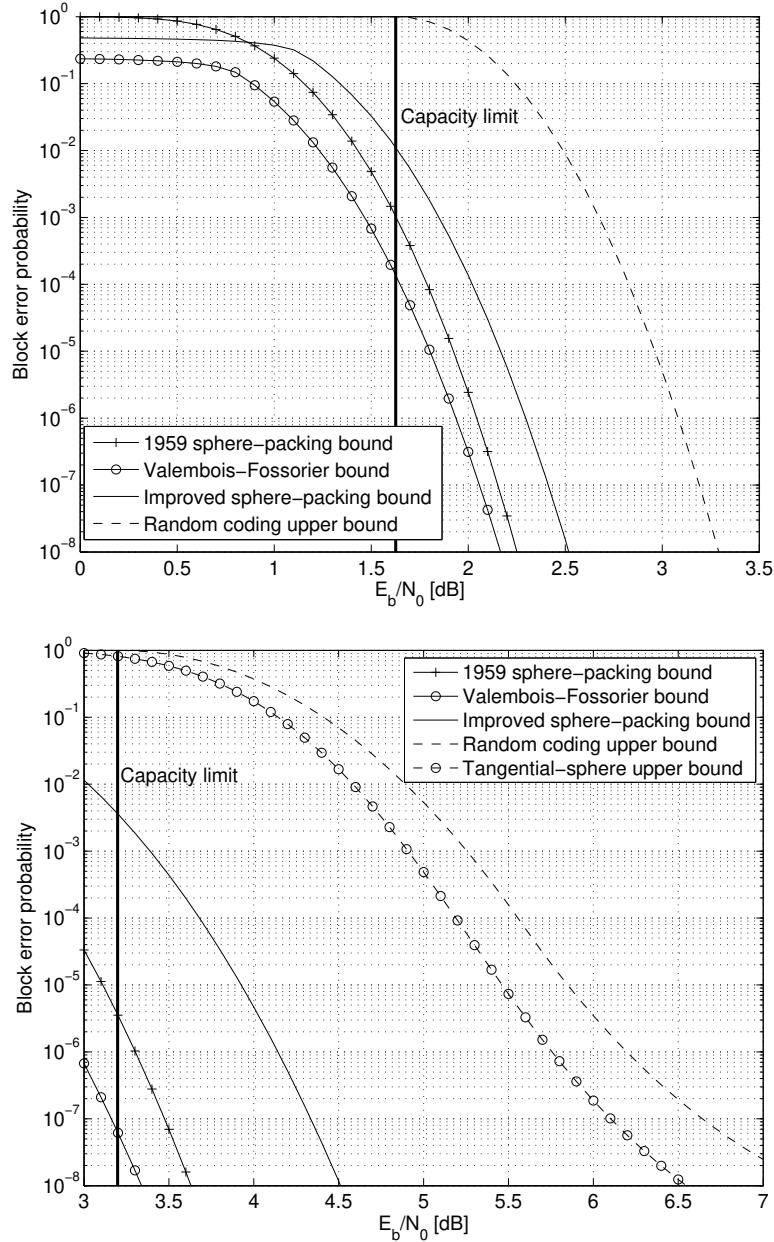 10^0
10^-1
10^-2
10^-3
10^-4
10^-5
10^-6
10^-7
10^-8
Block error probability
Capacity limit
1959 sphere−packing bound
Valembois−Fossorier bound
Improved sphere−packing bound
Random coding upper bound
0 0.5 1 1.5 2 2.5 3 3.5
E_b/N_0 [dB]
10^0
10^-1
10^-2
10^-3
10^-4
10^-5
10^-6
10^-7
10^-8
Block error probability
Capacity limit
1959 sphere−packing bound
Valembois−Fossorier bound
Improved sphere−packing bound
Random coding upper bound
Tangential−sphere upper bound
3 3.5 4 4.5 5 5.5 6 6.5 7
E_b/N_0 [dB]